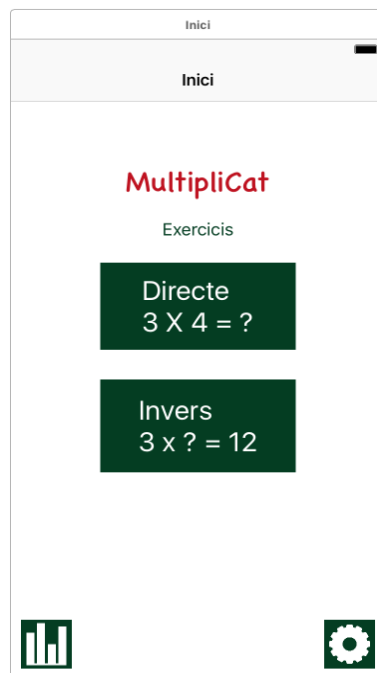 Inici
Inici
MultipliCat
Exercicis
Directe
3 X 4 = ?
Invers
3 x ? = 12